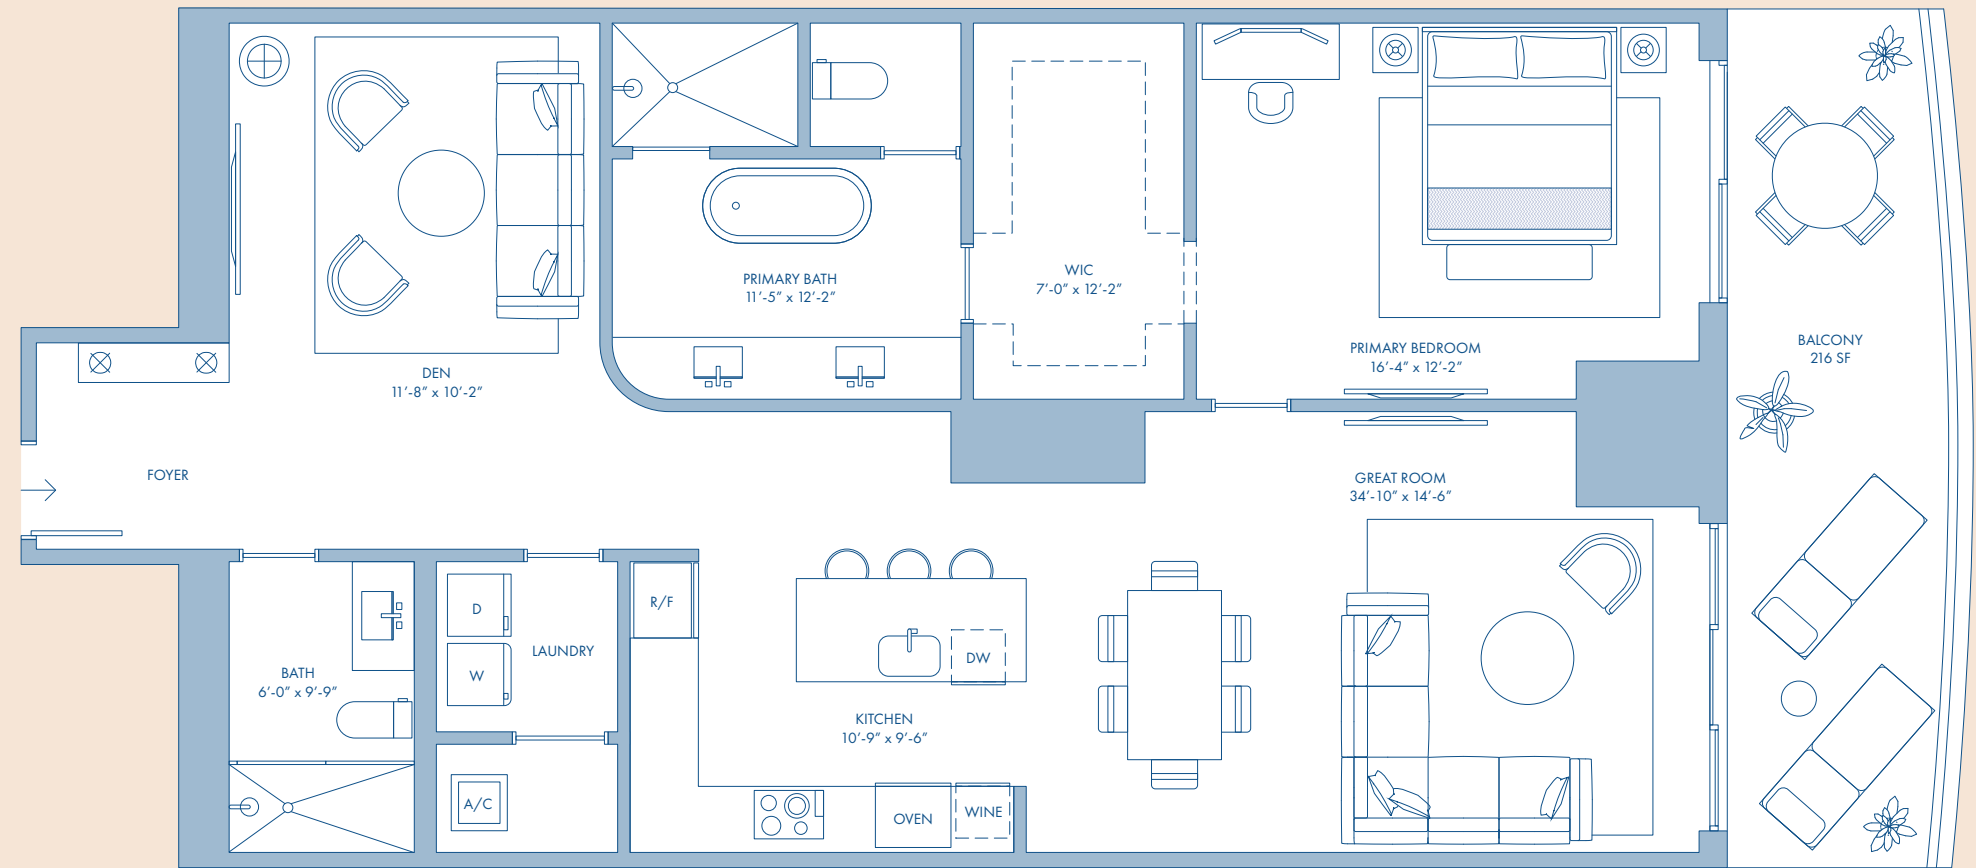 PRIMARY BATH
11’-5” x 12’-2”
WIC
7’-0” x 12’-2”
PRIMARY BEDROOM
16’-4” x 12’-2”
BALCONY
216 SF
DEN
11’-8” x 10’-2”
FOYER
GREAT ROOM
34’-10” x 14’-6”
D
W
LAUNDRY
R/F
BATH
6’-0” x 9’-9”
DW
KITCHEN
10’-9” x 9’-6”
A/C
OVEN
WINE